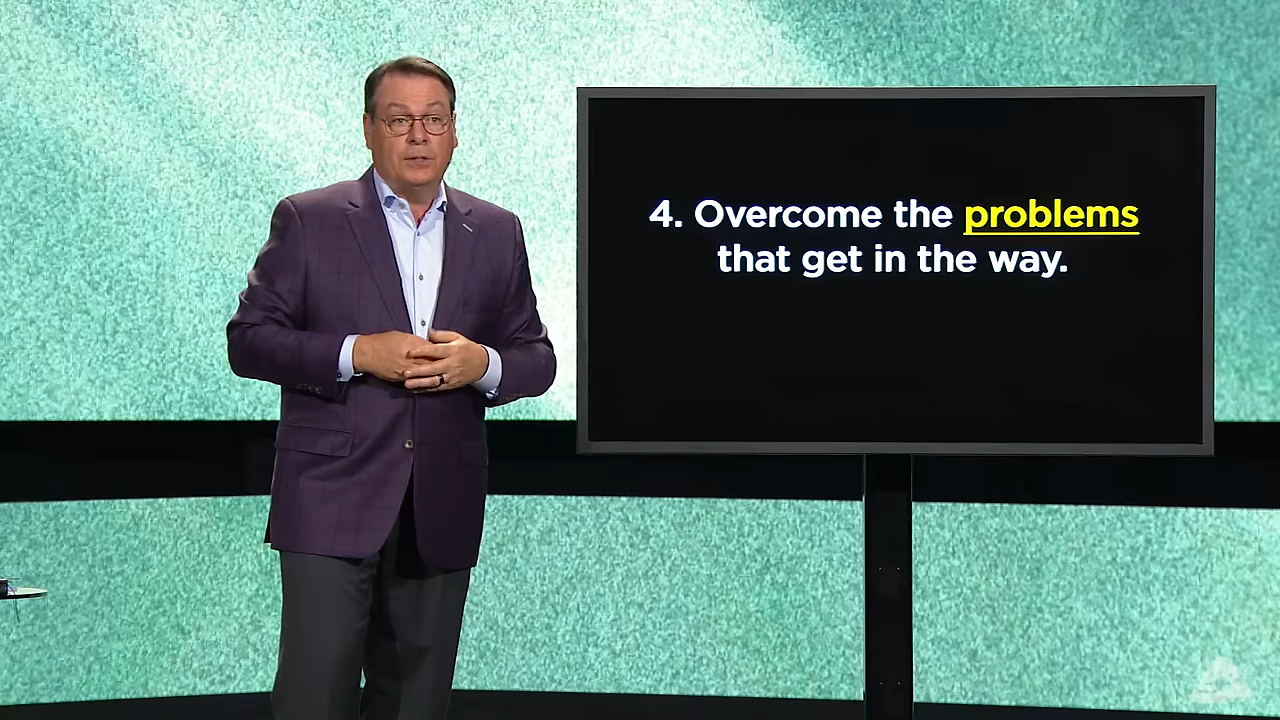 4. Overcome the problems
that get in the way.